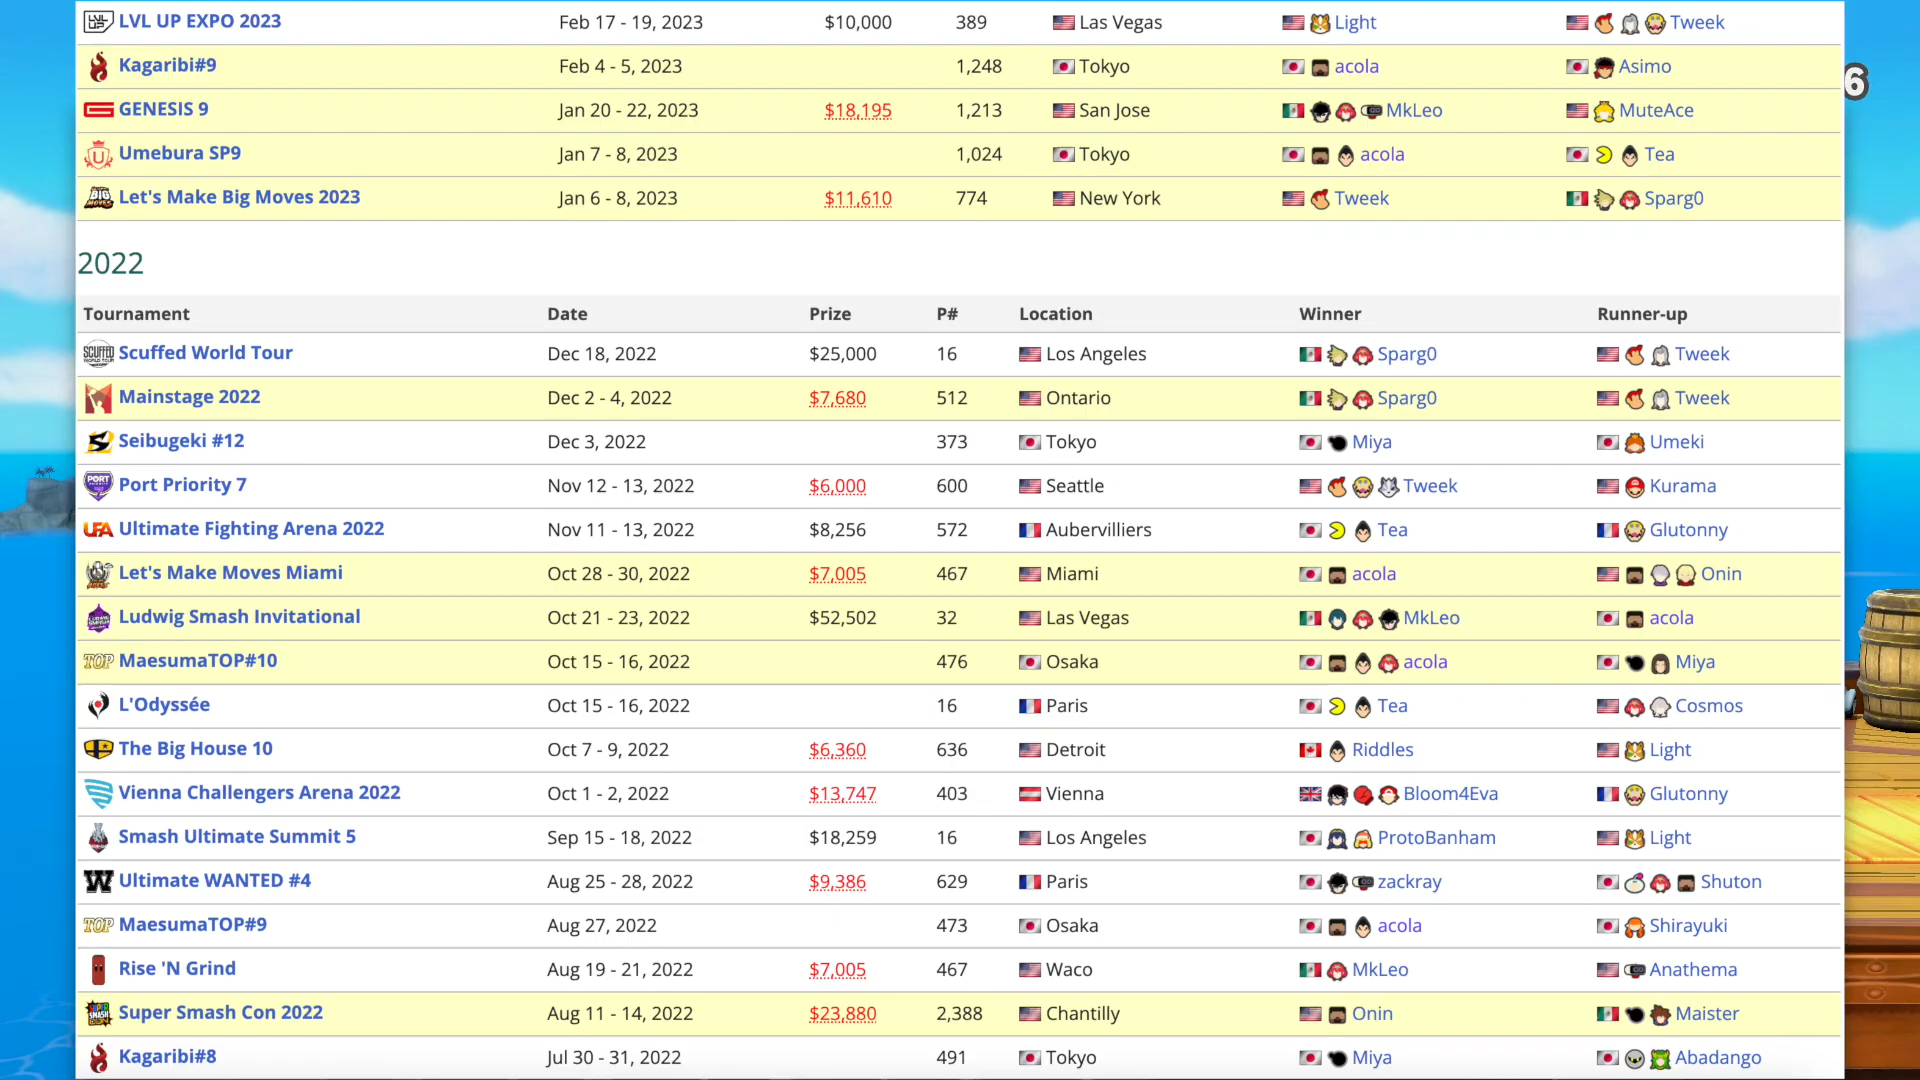 LVL UP EXPO 2023 Feb 17 - 19, 2023 $10,000 389 Las Vegas Light Tweek
Kagaribi#9 Feb 4 - 5, 2023 1,248 Tokyo acola Asimo
6
GENESIS 9 Jan 20 - 22, 2023 $18,195 1,213 San Jose MkLeo MuteAce
Umebura SP9 Jan 7 - 8, 2023 1,024 Tokyo acola Tea
BIG MOVES Let's Make Big Moves 2023 Jan 6 - 8, 2023 $11,610 774 New York Tweek Sparg0
2022
Tournament Date Prize P# Location Winner Runner-up
SCUFFED WORLD TOUR Scuffed World Tour Dec 18, 2022 $25,000 16 Los Angeles Sparg0 Tweek
Mainstage 2022 Dec 2 - 4, 2022 $7,680 512 Ontario Sparg0 Tweek
Seibugeki #12 Dec 3, 2022 373 Tokyo Miya Umeki
PORT PRIORITY Port Priority 7 Nov 12 - 13, 2022 $6,000 600 Seattle Tweek Kurama
UFA Ultimate Fighting Arena 2022 Nov 11 - 13, 2022 $8,256 572 Aubervilliers Tea Glutonny
Let's Make Moves Miami Oct 28 - 30, 2022 $7,005 467 Miami acola Onin
Ludwig Smash Invitational Oct 21 - 23, 2022 $52,502 32 Las Vegas MkLeo acola
TOP MaesumaTOP#10 Oct 15 - 16, 2022 476 Osaka acola Miya
L'Odyssée Oct 15 - 16, 2022 16 Paris Tea Cosmos
The Big House 10 Oct 7 - 9, 2022 $6,360 636 Detroit Riddles Light
Vienna Challengers Arena 2022 Oct 1 - 2, 2022 $13,747 403 Vienna Bloom4Eva Glutonny
Smash Ultimate Summit 5 Sep 15 - 18, 2022 $18,259 16 Los Angeles ProtoBanham Light
W Ultimate WANTED #4 Aug 25 - 28, 2022 $9,386 629 Paris zackray Shuton
TOP MaesumaTOP#9 Aug 27, 2022 473 Osaka acola Shirayuki
Rise 'N Grind Aug 19 - 21, 2022 $7,005 467 Waco MkLeo Anathema
Super Smash Con 2022 Aug 11 - 14, 2022 $23,880 2,388 Chantilly Onin Maister
Kagaribi#8 Jul 30 - 31, 2022 491 Tokyo Miya Abadango